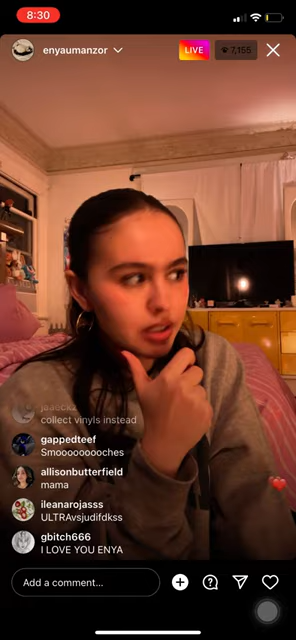 8:30
enyaumanzor
LIVE
7,155
collect vinyls instead
gappedteef
Smooooooooches
allisonbutterfield
mama
ileanarojasss
ULTRAvsjudifdkss
gbitch666
I LOVE YOU ENYA
Add a comment...